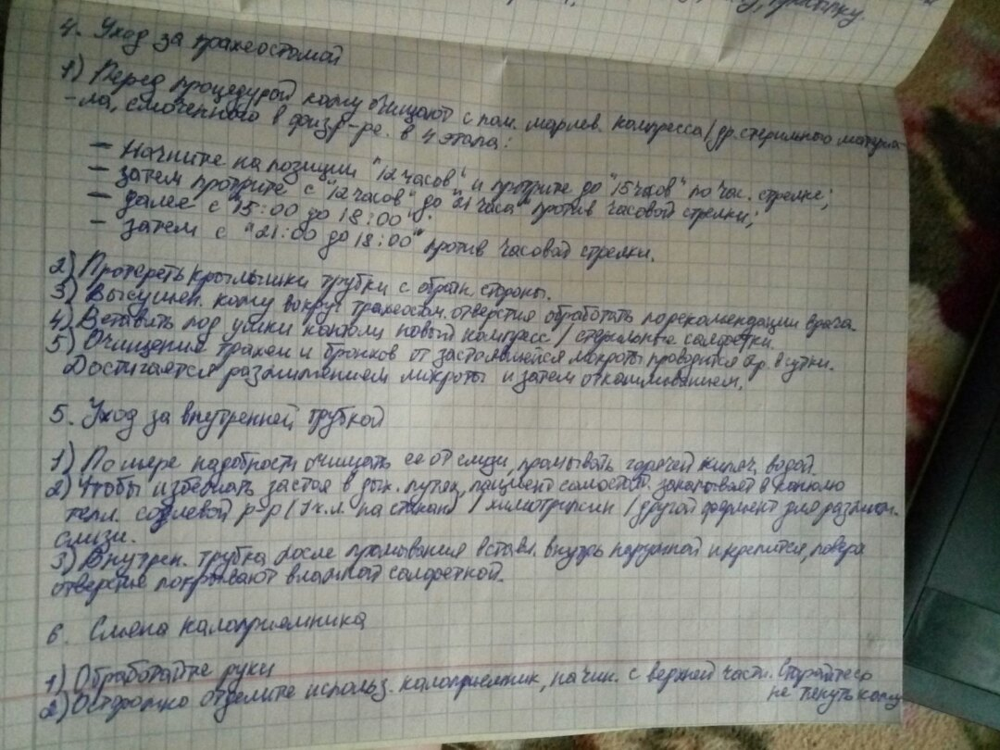 4. Уход за трахеостомой
1) Перед процедурой кожу очищают с пом. марлев. компресса/др. стерильного материа
-ла, смоченного в физ р-ре. в 4 этапа:
- Начните на позиции "12 часов" и протрите до "15 часов" по час. стрелке;
- затем протрите с "12 часов" до "21 часа" против часовой стрелки;
- далее с "15:00 до 18:00";
- затем с "21:00 до 18:00" против часовой стрелки.
2) Протереть крылышки трубки с обеих стороны.
3) Высушен. кожу вокруг трахеостом. отверстия обработать по рекомендации врача.
4) Вставить под ушки канюли новый компресс / стерильные салфетки.
5) Очищение трахеи и бронхов от застоявшейся мокроты проводится в сутки.
Достигается разжижением мокроты и затем откашливанием.
5. Уход за внутренней трубкой
1) По мере надобности очищать ее от слизи, промывать горячей кипяч. водой.
2) Чтобы избежать застоя в дых. путях, пациент самостоят. закапывает в канюлю
тепл. солевой р-р (1 ч.л. на стакан) / химотрипсин / другой фермент для разжиж.
слизи.
3) Внутрен. трубка после промывания вставл. внутрь наружной и крепится, поверх
отверстие покрывают влажной салфеткой.
6. Смена калоприемника
1) Обработайте руки
2) Осторожно отделите использ. калоприемник, начин. с верхней части. Старайтесь
не тянуть кожу